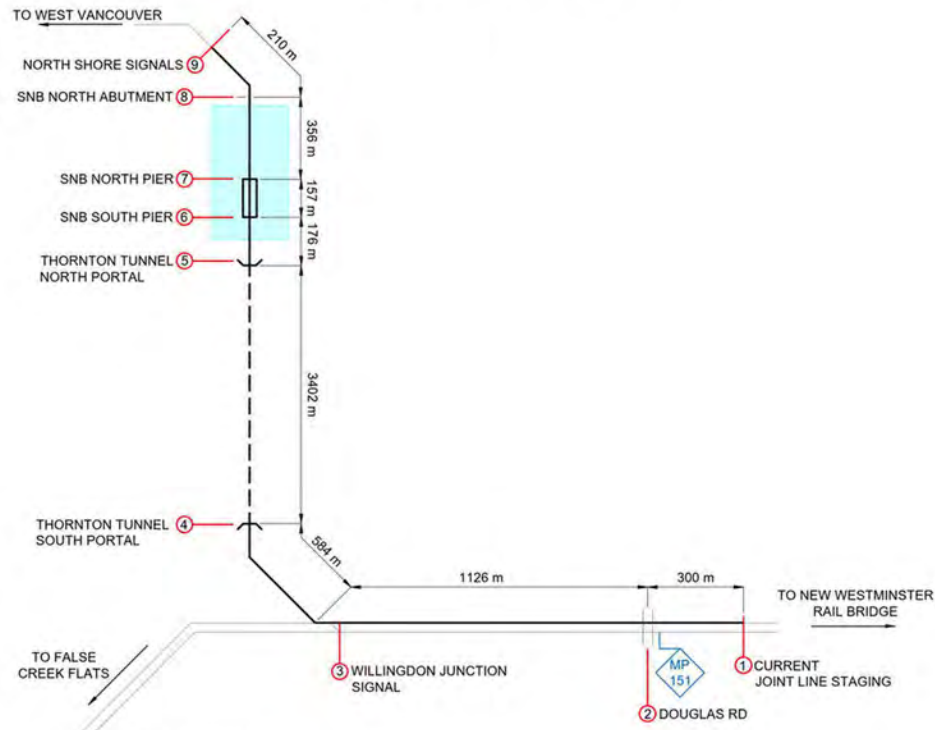 TO WEST VANCOUVER
210 m
NORTH SHORE SIGNALS 9
SNB NORTH ABUTMENT 8
356 m
SNB NORTH PIER 7
157 m
SNB SOUTH PIER 6
176 m
THORNTON TUNNEL 5
NORTH PORTAL
3402 m
THORNTON TUNNEL 4
SOUTH PORTAL
584 m
1126 m
300 m
TO NEW WESTMINSTER
RAIL BRIDGE
TO FALSE
CREEK FLATS
3 WILLINGDON JUNCTION
SIGNAL
MP
151
1 CURRENT
JOINT LINE STAGING
2 DOUGLAS RD